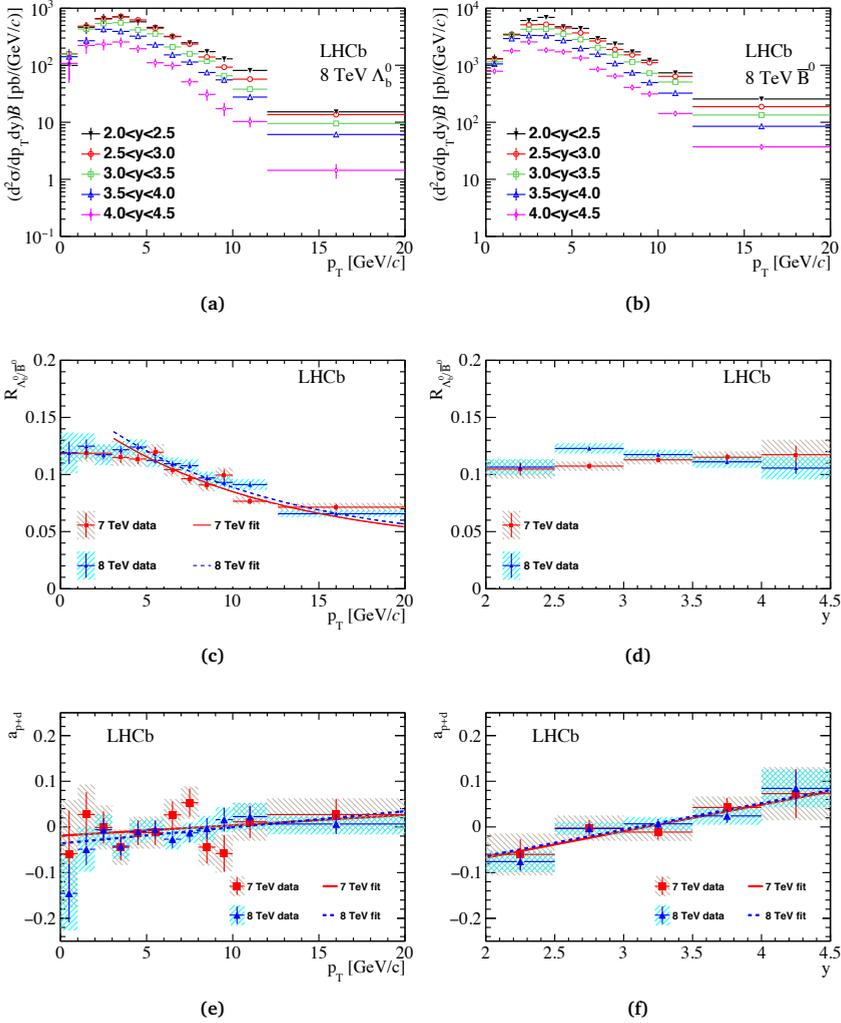 (d²σ/dp_T dy)B [pb/(GeV/c)]
10³
10²
10
1
10⁻¹
LHCb
8 TeV Λ_b^0
2.0<y<2.5
2.5<y<3.0
3.0<y<3.5
3.5<y<4.0
4.0<y<4.5
0 5 10 15 20
p_T [GeV/c]
(a)
(d²σ/dp_T dy)B [pb/(GeV/c)]
10⁴
10³
10²
10
1
LHCb
8 TeV B̅^0
2.0<y<2.5
2.5<y<3.0
3.0<y<3.5
3.5<y<4.0
4.0<y<4.5
0 5 10 15 20
p_T [GeV/c]
(b)
R_{Λ_b^0/B̅^0}
0.2
0.15
0.1
0.05
0
LHCb
7 TeV data 7 TeV fit
8 TeV data 8 TeV fit
0 5 10 15 20
p_T [GeV/c]
(c)
R_{Λ_b^0/B̅^0}
0.2
0.15
0.1
0.05
0
LHCb
7 TeV data
8 TeV data
2 2.5 3 3.5 4 4.5
y
(d)
a_{p+d}
0.2
0.1
0
−0.1
−0.2
LHCb
7 TeV data 7 TeV fit
8 TeV data 8 TeV fit
0 5 10 15 20
p_T [GeV/c]
(e)
a_{p+d}
0.2
0.1
0
−0.1
−0.2
LHCb
7 TeV data 7 TeV fit
8 TeV data 8 TeV fit
2 2.5 3 3.5 4 4.5
y
(f)